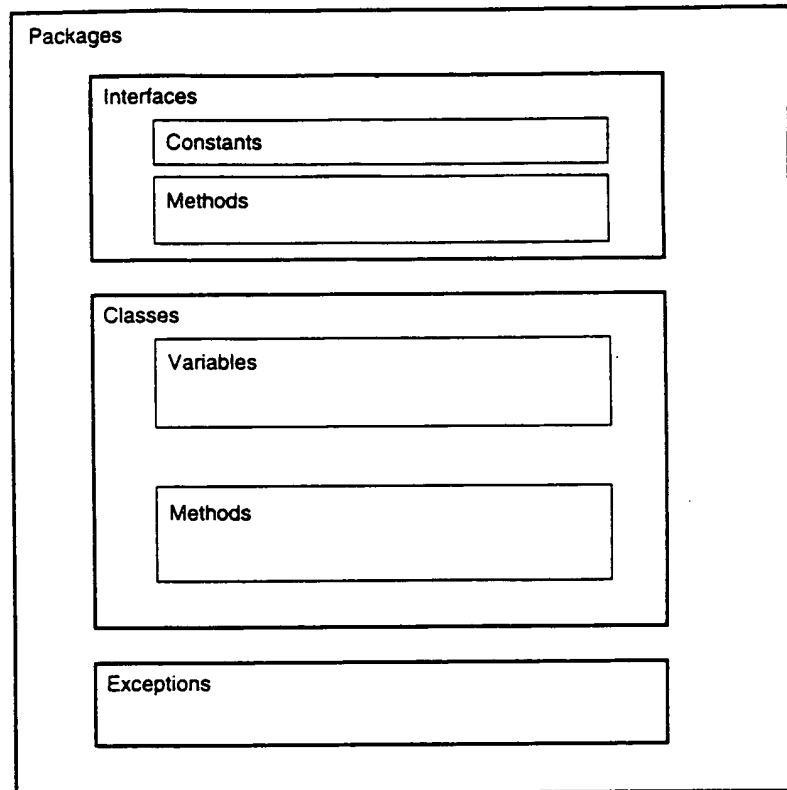 Packages
Interfaces
Constants
Methods
Classes
Variables
Methods
Exceptions